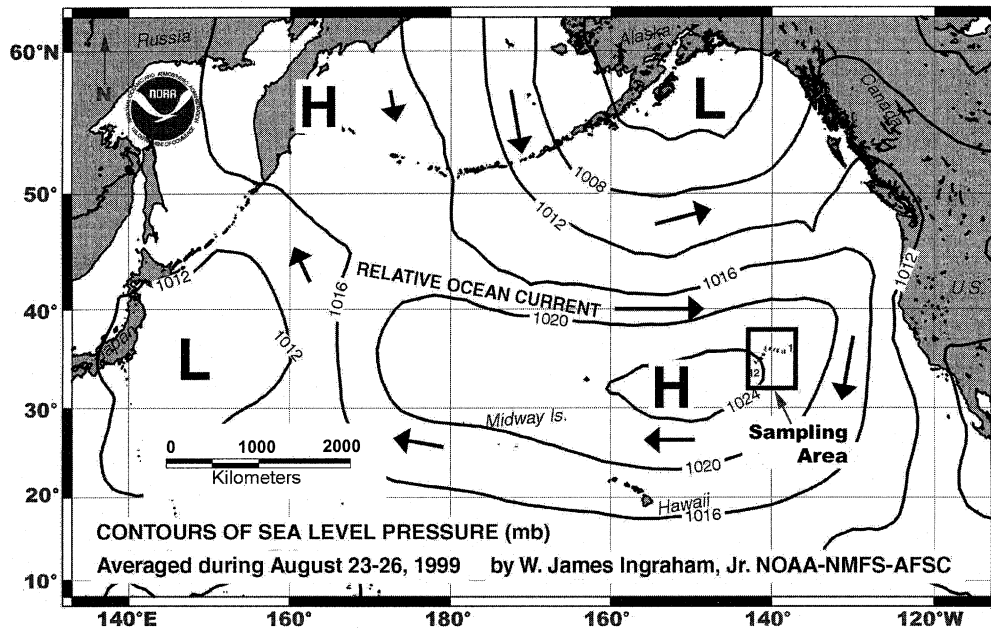 60°N
Russia
Alaska
N
NOAA
H
L
Canada
50°
1008
1012
1012
1016
1016
1012
RELATIVE OCEAN CURRENT
40°
1020
U.S.
Japan
1012
L
H
1
12
1024
30°
Midway Is.
Sampling
Area
0 1000 2000
Kilometers
1020
20°
Hawaii
1016
CONTOURS OF SEA LEVEL PRESSURE (mb)
Averaged during August 23-26, 1999 by W. James Ingraham, Jr. NOAA-NMFS-AFSC
10°
140°E 160° 180° 160° 140° 120°W